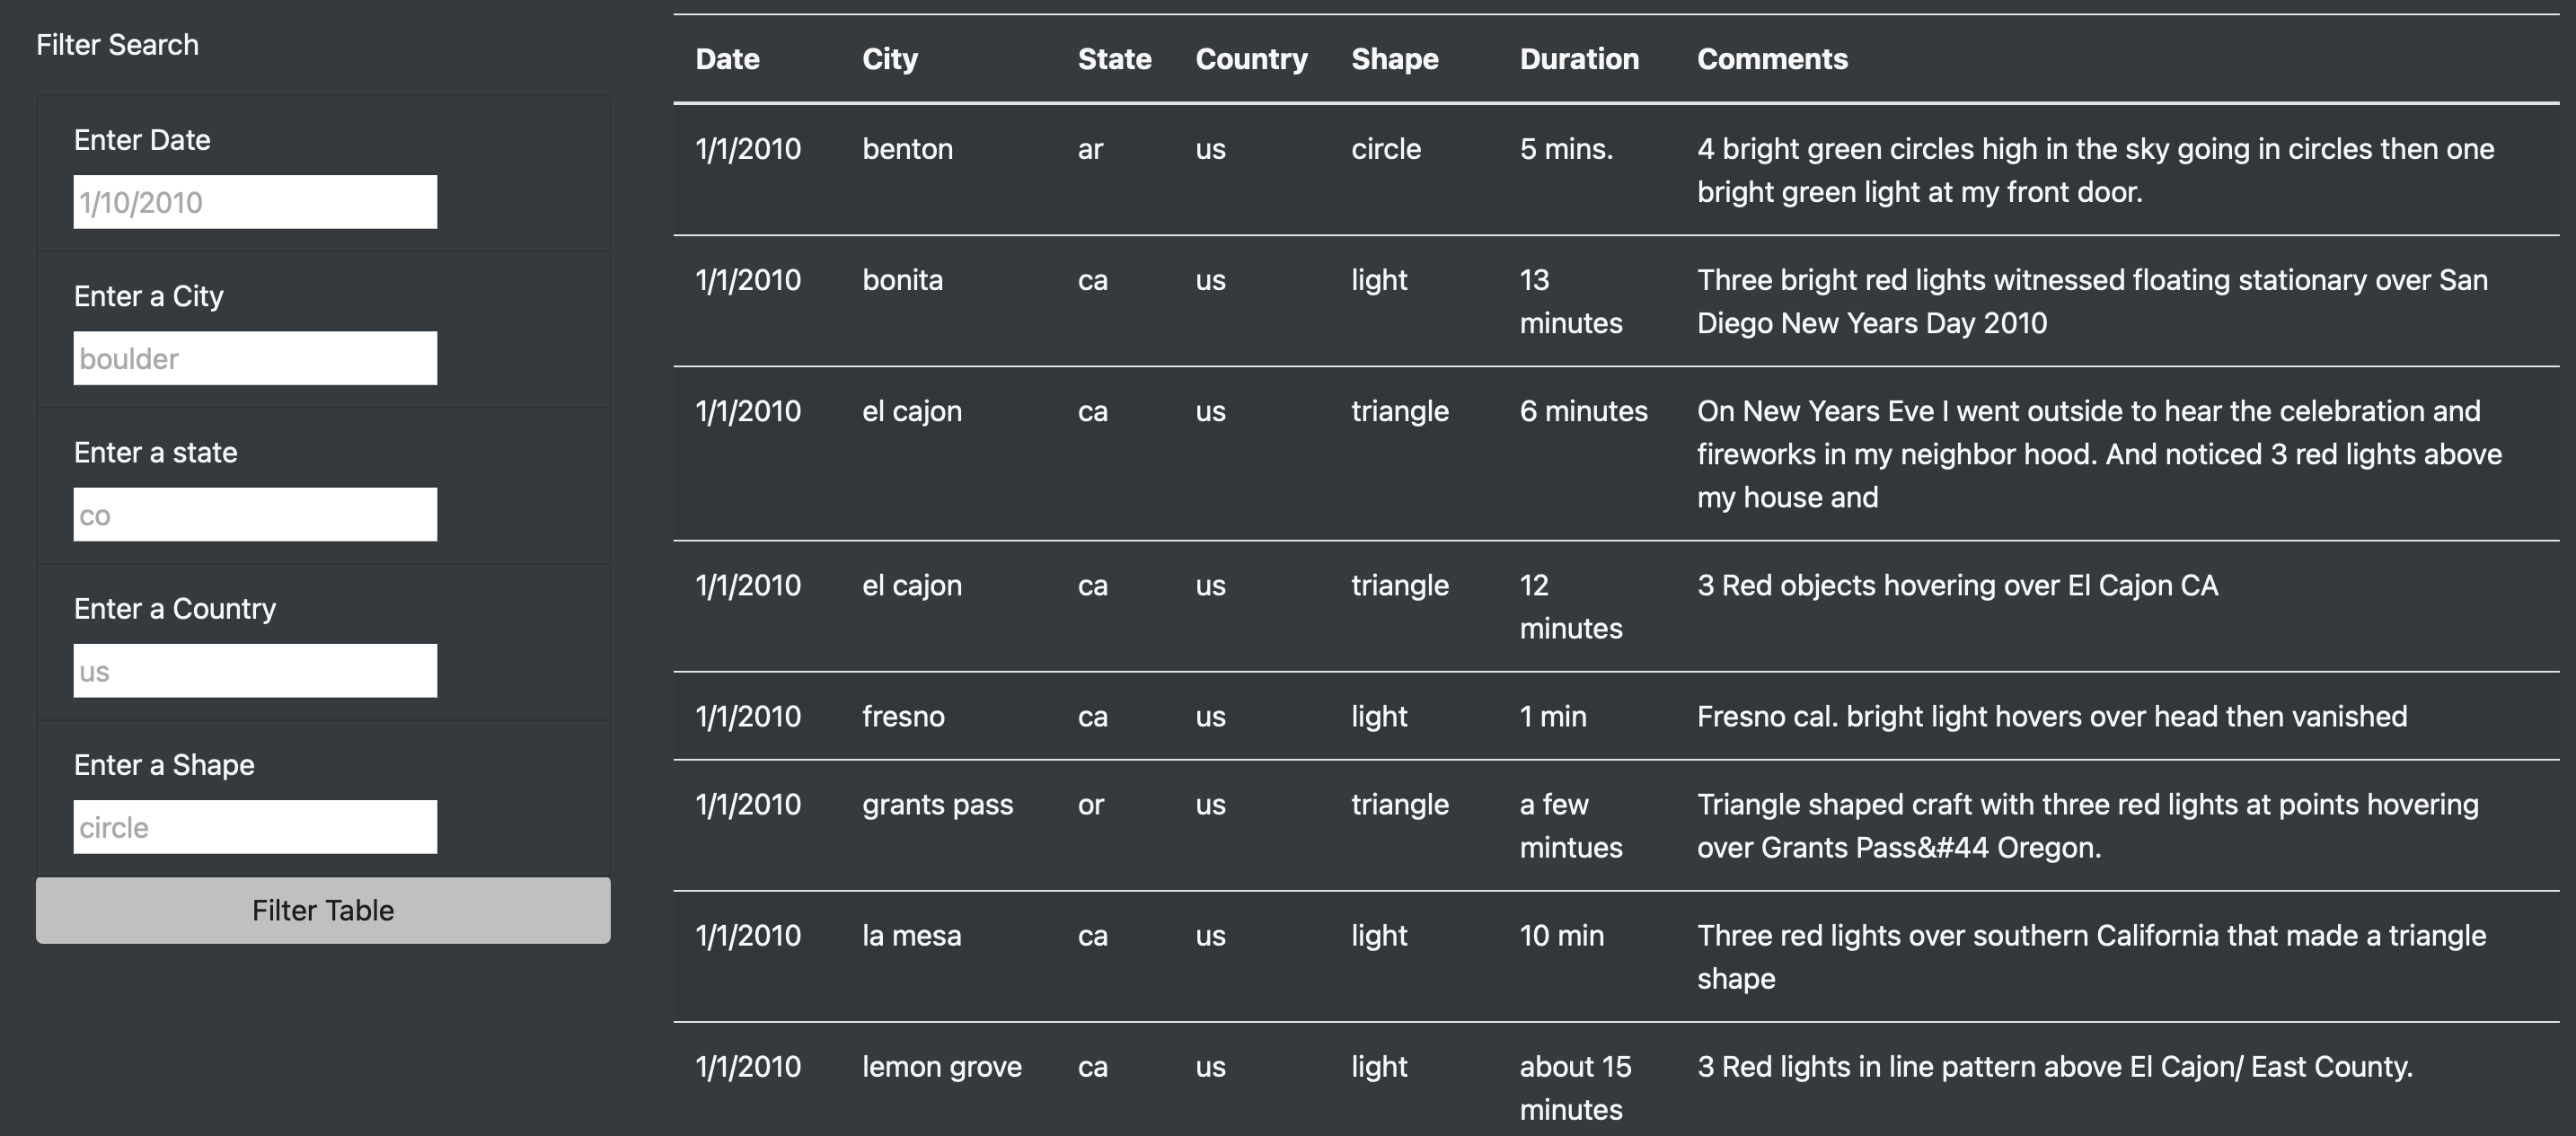 Filter Search
Enter Date
1/10/2010
Enter a City
boulder
Enter a state
co
Enter a Country
us
Enter a Shape
circle
Filter Table
Date City State Country Shape Duration Comments
1/1/2010 benton ar us circle 5 mins. 4 bright green circles high in the sky going in circles then one
bright green light at my front door.
1/1/2010 bonita ca us light 13 Three bright red lights witnessed floating stationary over San
minutes Diego New Years Day 2010
1/1/2010 el cajon ca us triangle 6 minutes On New Years Eve I went outside to hear the celebration and
fireworks in my neighbor hood. And noticed 3 red lights above
my house and
1/1/2010 el cajon ca us triangle 12 3 Red objects hovering over El Cajon CA
minutes
1/1/2010 fresno ca us light 1 min Fresno cal. bright light hovers over head then vanished
1/1/2010 grants pass or us triangle a few Triangle shaped craft with three red lights at points hovering
mintues over Grants Pass&#44 Oregon.
1/1/2010 la mesa ca us light 10 min Three red lights over southern California that made a triangle
shape
1/1/2010 lemon grove ca us light about 15 3 Red lights in line pattern above El Cajon/ East County.
minutes